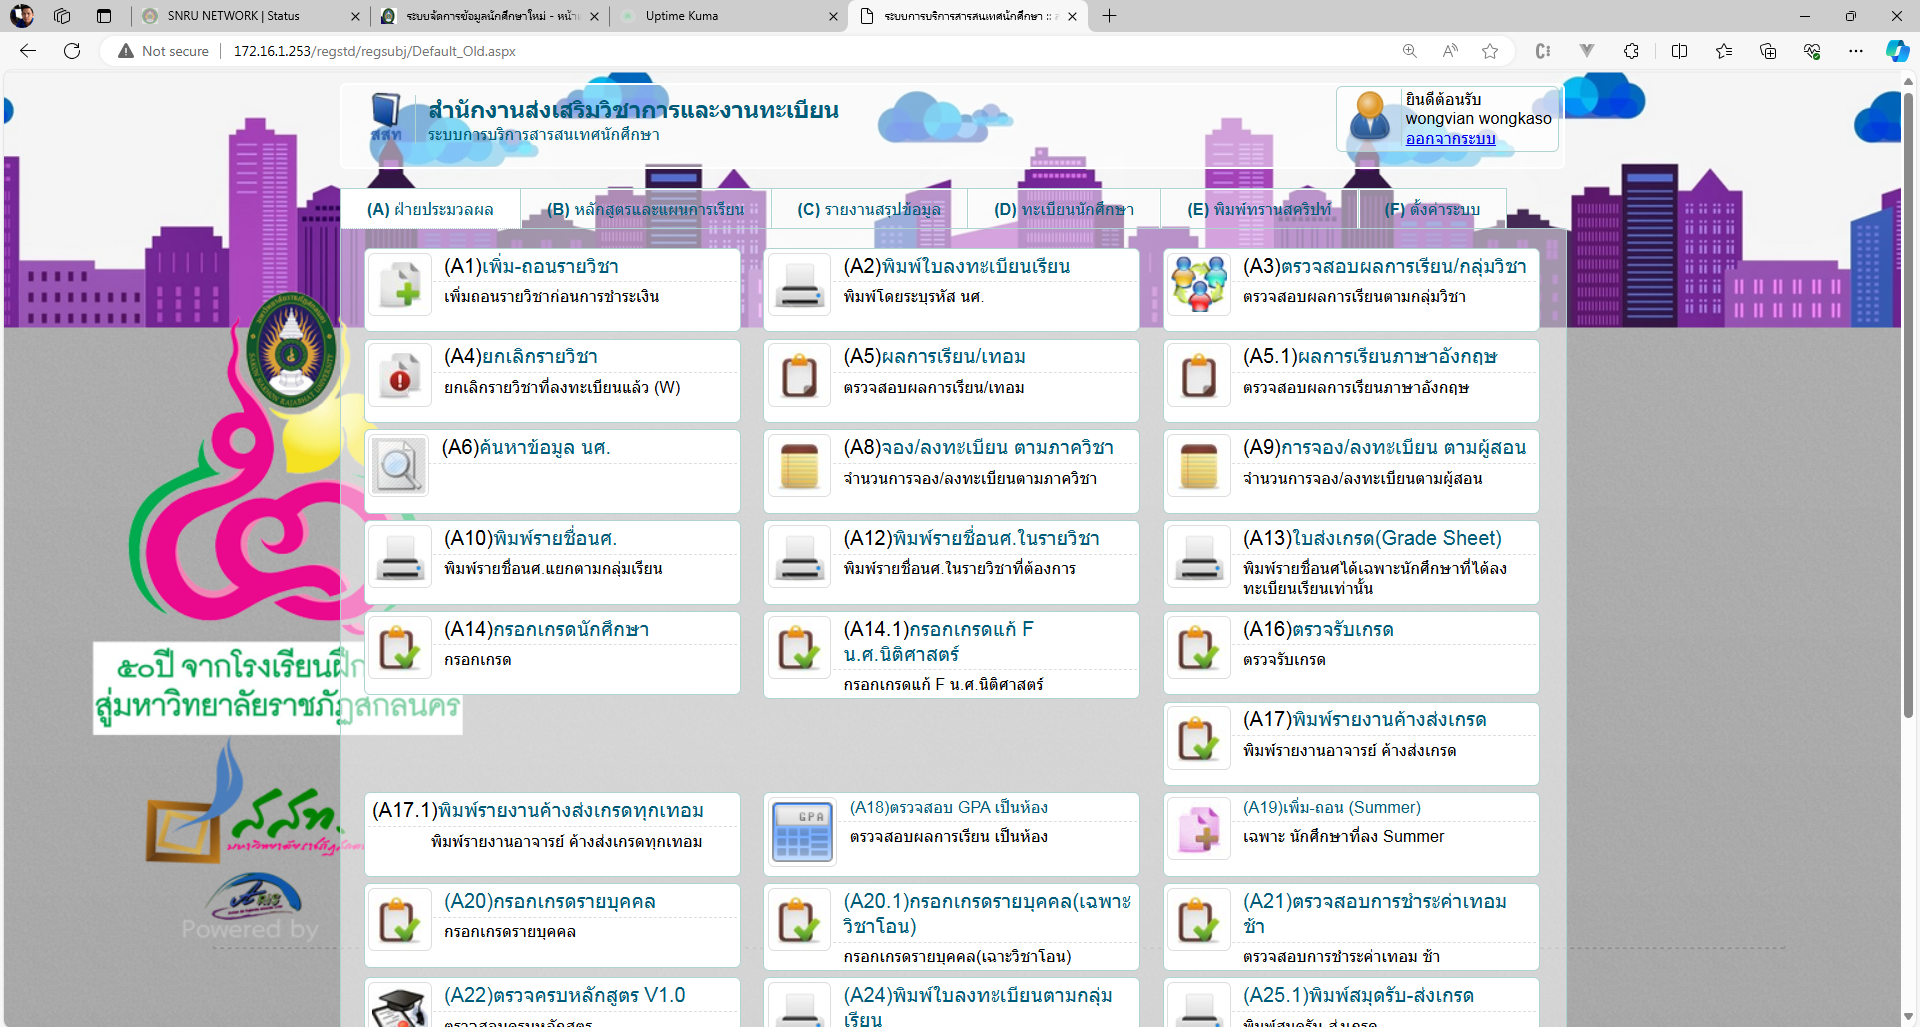 SNRU NETWORK | Status
ระบบจัดการข้อมูลนักศึกษาใหม่ - หน้า
Uptime Kuma
ระบบการบริการสารสนเทศนักศึกษา ::
Not secure
172.16.1.253/regstd/regsubj/Default_Old.aspx
สำนักงานส่งเสริมวิชาการและงานทะเบียน
ระบบการบริการสารสนเทศนักศึกษา
สสท
ยินดีต้อนรับ
wongvian wongkaso
ออกจากระบบ
(A) ฝ่ายประมวลผล
(B) หลักสูตรและแผนการเรียน
(C) รายงานสรุปข้อมูล
(D) ทะเบียนนักศึกษา
(E) พิมพ์ทรานสคริปท์
(F) ตั้งค่าระบบ
(A1)เพิ่ม-ถอนรายวิชา
เพิ่มถอนรายวิชาก่อนการชำระเงิน
(A2)พิมพ์ใบลงทะเบียนเรียน
พิมพ์โดยระบุรหัส นศ.
(A3)ตรวจสอบผลการเรียน/กลุ่มวิชา
ตรวจสอบผลการเรียนตามกลุ่มวิชา
(A4)ยกเลิกรายวิชา
ยกเลิกรายวิชาที่ลงทะเบียนแล้ว (W)
(A5)ผลการเรียน/เทอม
ตรวจสอบผลการเรียน/เทอม
(A5.1)ผลการเรียนภาษาอังกฤษ
ตรวจสอบผลการเรียนภาษาอังกฤษ
(A6)ค้นหาข้อมูล นศ.
(A8)จอง/ลงทะเบียน ตามภาควิชา
จำนวนการจอง/ลงทะเบียนตามภาควิชา
(A9)การจอง/ลงทะเบียน ตามผู้สอน
จำนวนการจอง/ลงทะเบียนตามผู้สอน
(A10)พิมพ์รายชื่อนศ.
พิมพ์รายชื่อนศ.แยกตามกลุ่มเรียน
(A12)พิมพ์รายชื่อนศ.ในรายวิชา
พิมพ์รายชื่อนศ.ในรายวิชาที่ต้องการ
(A13)ใบส่งเกรด(Grade Sheet)
พิมพ์รายชื่อนศได้เฉพาะนักศึกษาที่ได้ลง
ทะเบียนเรียนเท่านั้น
(A14)กรอกเกรดนักศึกษา
กรอกเกรด
(A14.1)กรอกเกรดแก้ F
น.ศ.นิติศาสตร์
กรอกเกรดแก้ F น.ศ.นิติศาสตร์
(A16)ตรวจรับเกรด
ตรวจรับเกรด
๕๐ปี จากโรงเรียนฝึก
สู่มหาวิทยาลัยราชภัฏสกลนคร
(A17)พิมพ์รายงานค้างส่งเกรด
พิมพ์รายงานอาจารย์ ค้างส่งเกรด
(A17.1)พิมพ์รายงานค้างส่งเกรดทุกเทอม
พิมพ์รายงานอาจารย์ ค้างส่งเกรดทุกเทอม
GPA
(A18)ตรวจสอบ GPA เป็นห้อง
ตรวจสอบผลการเรียน เป็นห้อง
(A19)เพิ่ม-ถอน (Summer)
เฉพาะ นักศึกษาที่ลง Summer
สสท.
Powered by
(A20)กรอกเกรดรายบุคคล
กรอกเกรดรายบุคคล
(A20.1)กรอกเกรดรายบุคคล(เฉพาะ
วิชาโอน)
กรอกเกรดรายบุคคล(เฉาะวิชาโอน)
(A21)ตรวจสอบการชำระค่าเทอม
ช้า
ตรวจสอบการชำระค่าเทอม ช้า
(A22)ตรวจครบหลักสูตร V1.0
ตรวจสอบครบหลักสูตร
(A24)พิมพ์ใบลงทะเบียนตามกลุ่ม
เรียน
(A25.1)พิมพ์สมุดรับ-ส่งเกรด
พิมพ์สมุดรับ-ส่งเกรด